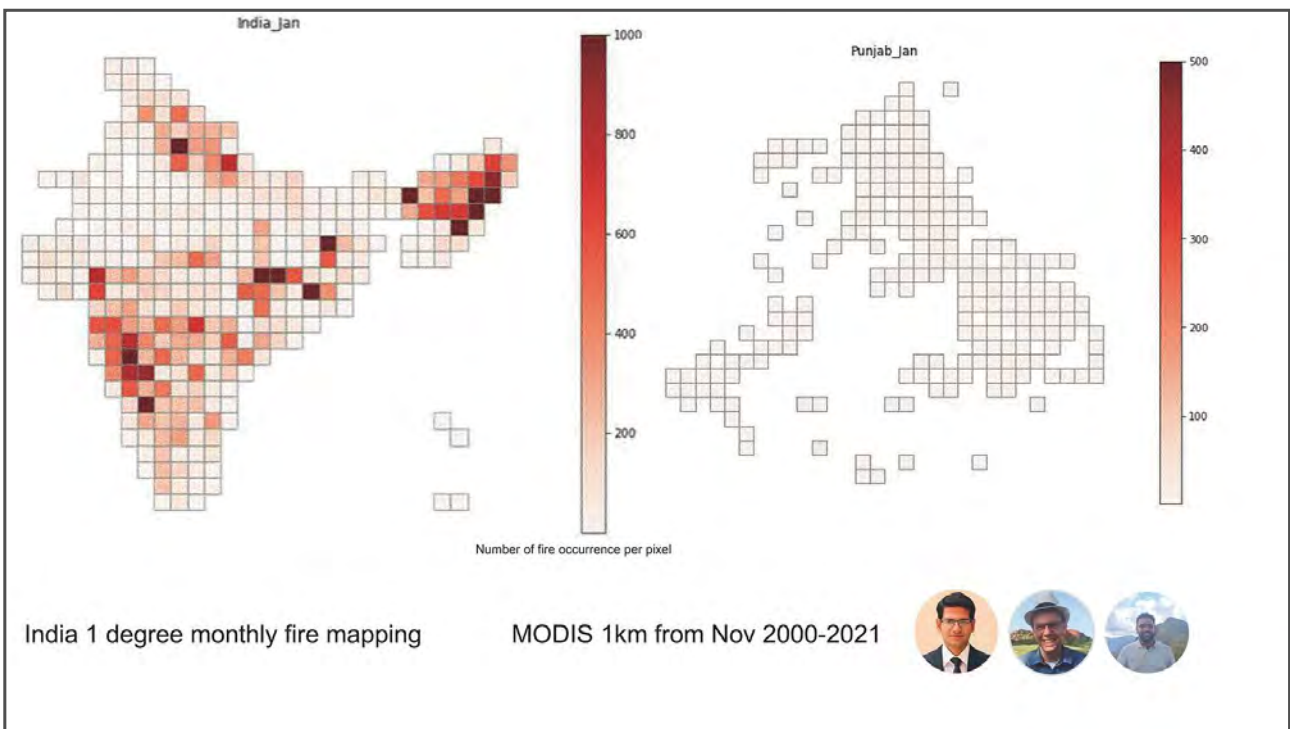 India_Jan
1000
800
600
400
200
Punjab_Jan
500
400
300
200
100
Number of fire occurrence per pixel
India 1 degree monthly fire mapping
MODIS 1km from Nov 2000-2021